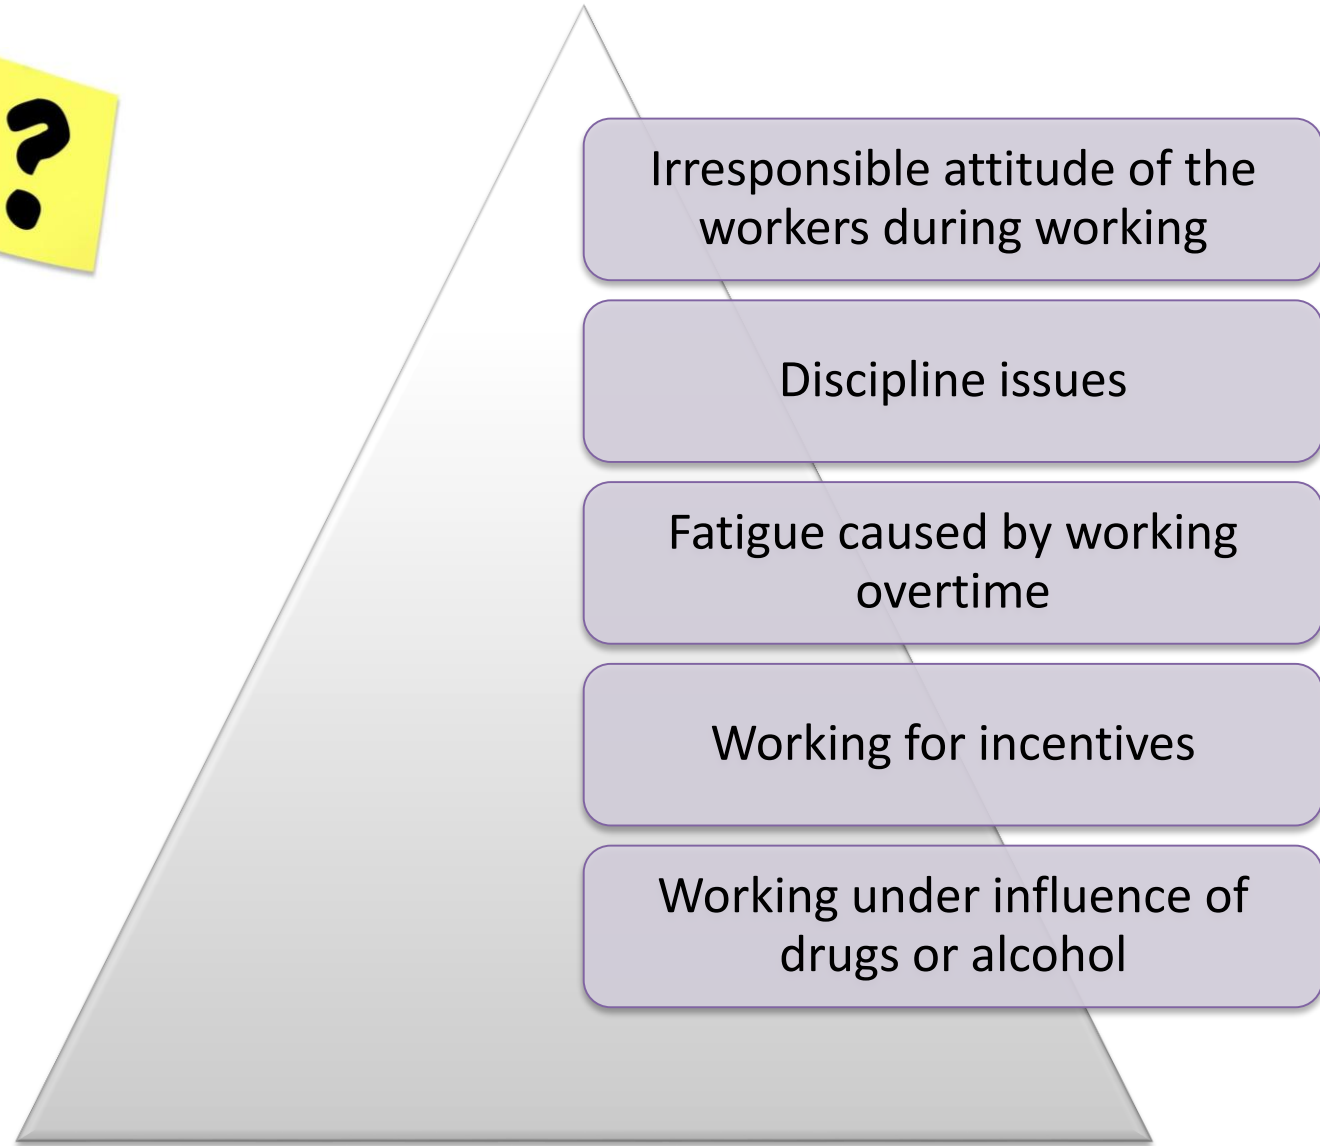 ?
Irresponsible attitude of the
workers during working
Discipline issues
Fatigue caused by working
overtime
Working for incentives
Working under influence of
drugs or alcohol